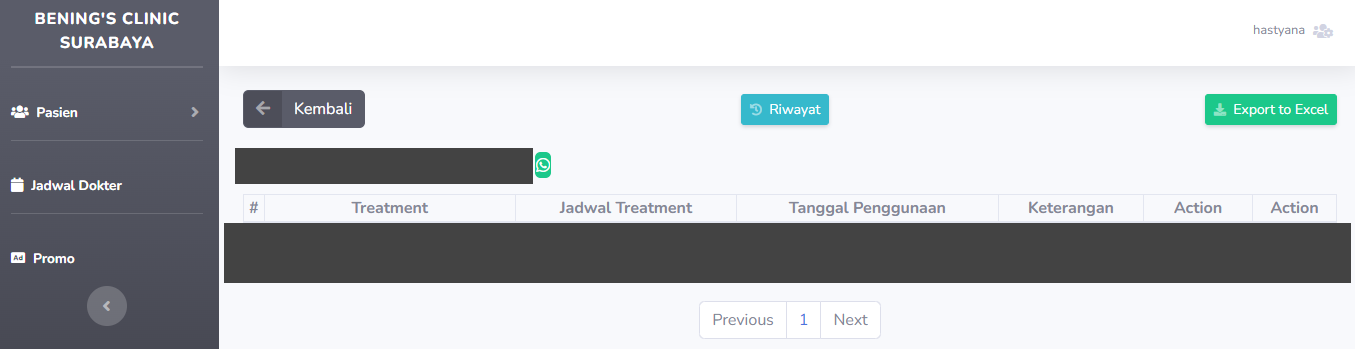 BENING'S CLINIC
SURABAYA
hastyana
Pasien
Kembali
Riwayat
Export to Excel
Jadwal Dokter
# Treatment Jadwal Treatment Tanggal Penggunaan Keterangan Action Action
Ad Promo
Previous 1 Next